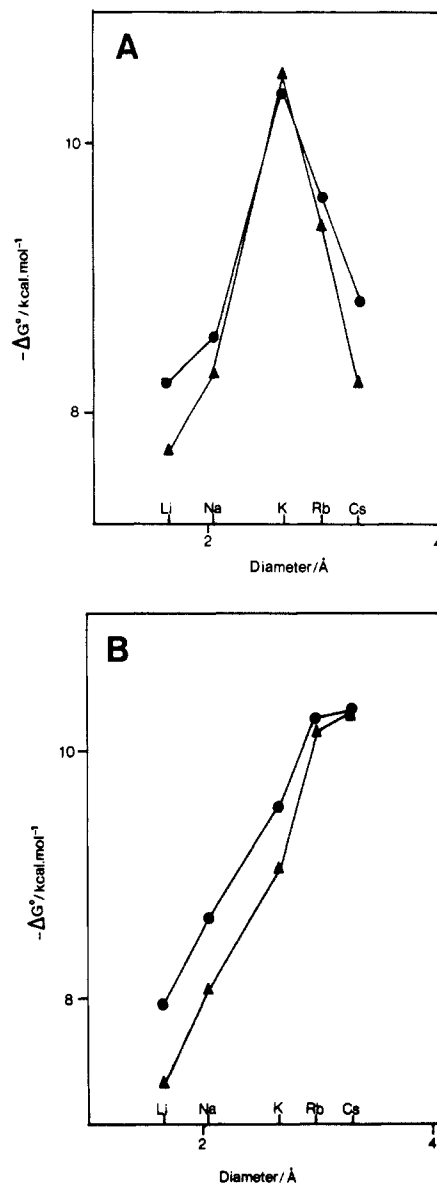 A
10
8
-ΔG°/kcal.mol⁻¹
Li Na K Rb Cs
2 4
Diameter/Å
B
10
8
-ΔG°/kcal.mol⁻¹
Li Na K Rb Cs
2 4
Diameter/Å